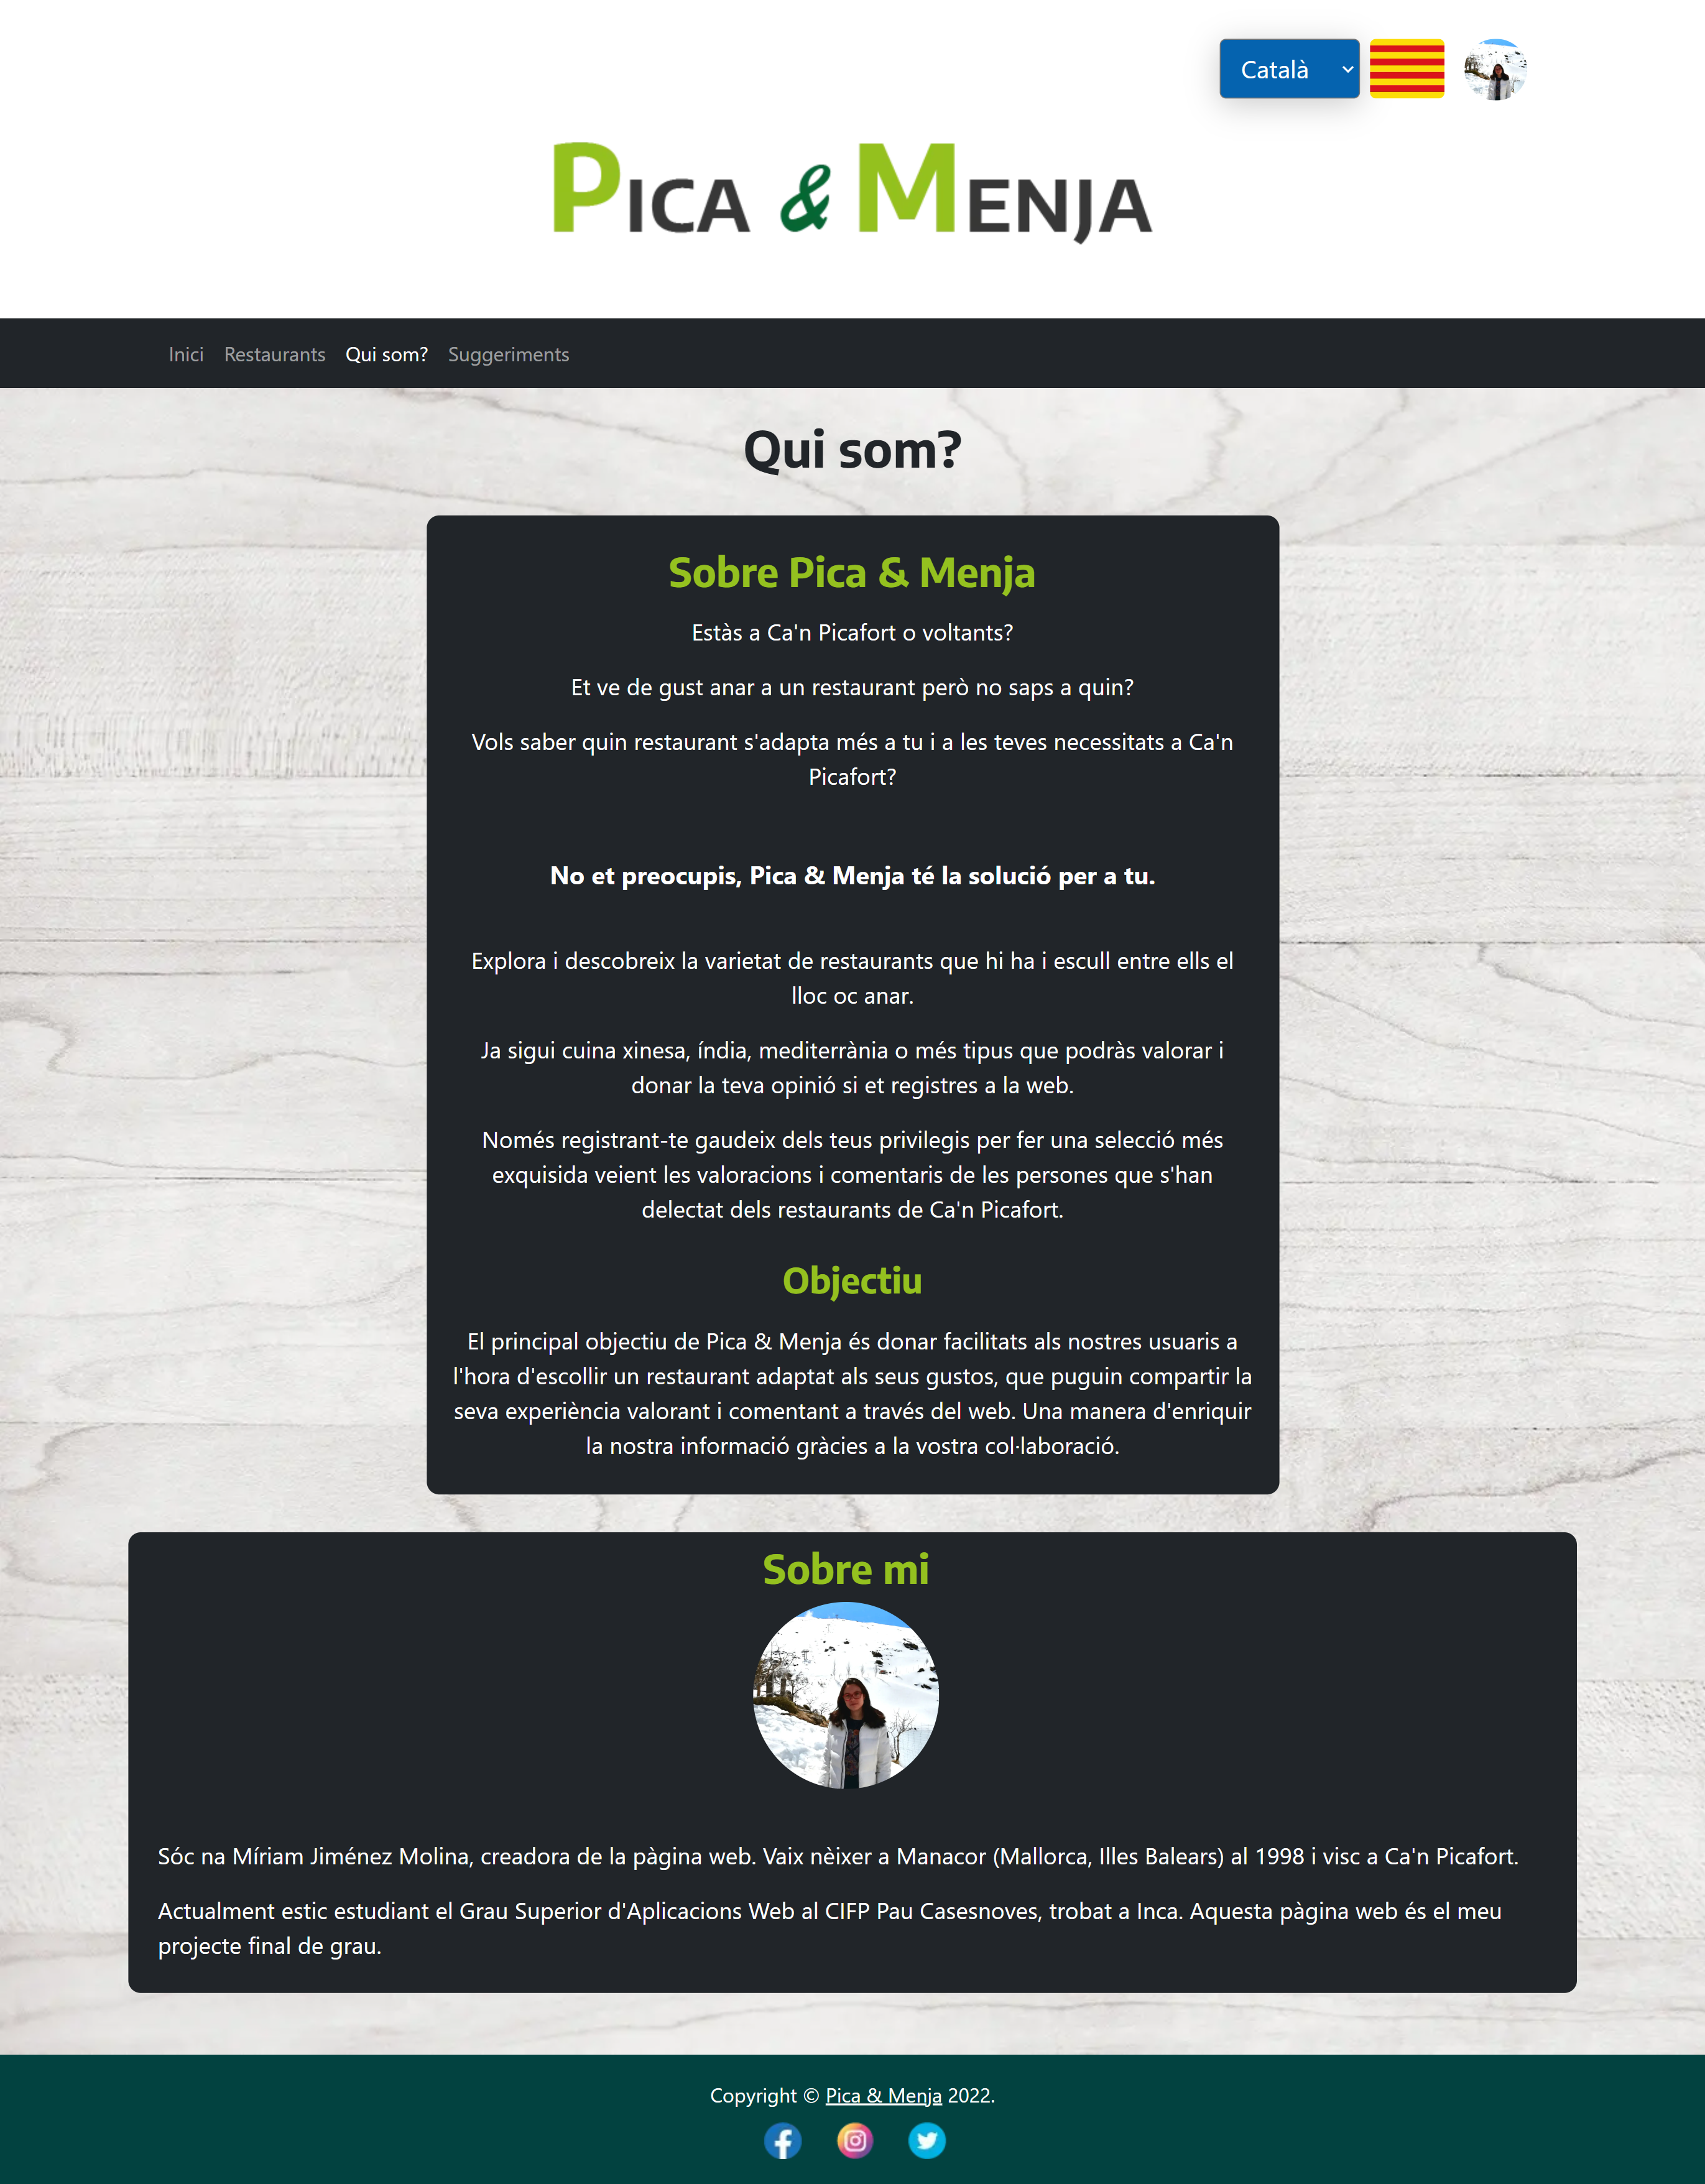 Català
PICA & MENJA
Inici Restaurants Qui som? Suggeriments
Qui som?
Sobre Pica & Menja
Estàs a Ca'n Picafort o voltants?
Et ve de gust anar a un restaurant però no saps a quin?
Vols saber quin restaurant s'adapta més a tu i a les teves necessitats a Ca'n
Picafort?
No et preocupis, Pica & Menja té la solució per a tu.
Explora i descobreix la varietat de restaurants que hi ha i escull entre ells el
lloc oc anar.
Ja sigui cuina xinesa, índia, mediterrània o més tipus que podràs valorar i
donar la teva opinió si et registres a la web.
Només registrant-te gaudeix dels teus privilegis per fer una selecció més
exquisida veient les valoracions i comentaris de les persones que s'han
delectat dels restaurants de Ca'n Picafort.
Objectiu
El principal objectiu de Pica & Menja és donar facilitats als nostres usuaris a
l'hora d'escollir un restaurant adaptat als seus gustos, que puguin compartir la
seva experiència valorant i comentant a través del web. Una manera d'enriquir
la nostra informació gràcies a la vostra col·laboració.
Sobre mi
Sóc na Míriam Jiménez Molina, creadora de la pàgina web. Vaix nèixer a Manacor (Mallorca, Illes Balears) al 1998 i visc a Ca'n Picafort.
Actualment estic estudiant el Grau Superior d'Aplicacions Web al CIFP Pau Casesnoves, trobat a Inca. Aquesta pàgina web és el meu
projecte final de grau.
Copyright © Pica & Menja 2022.